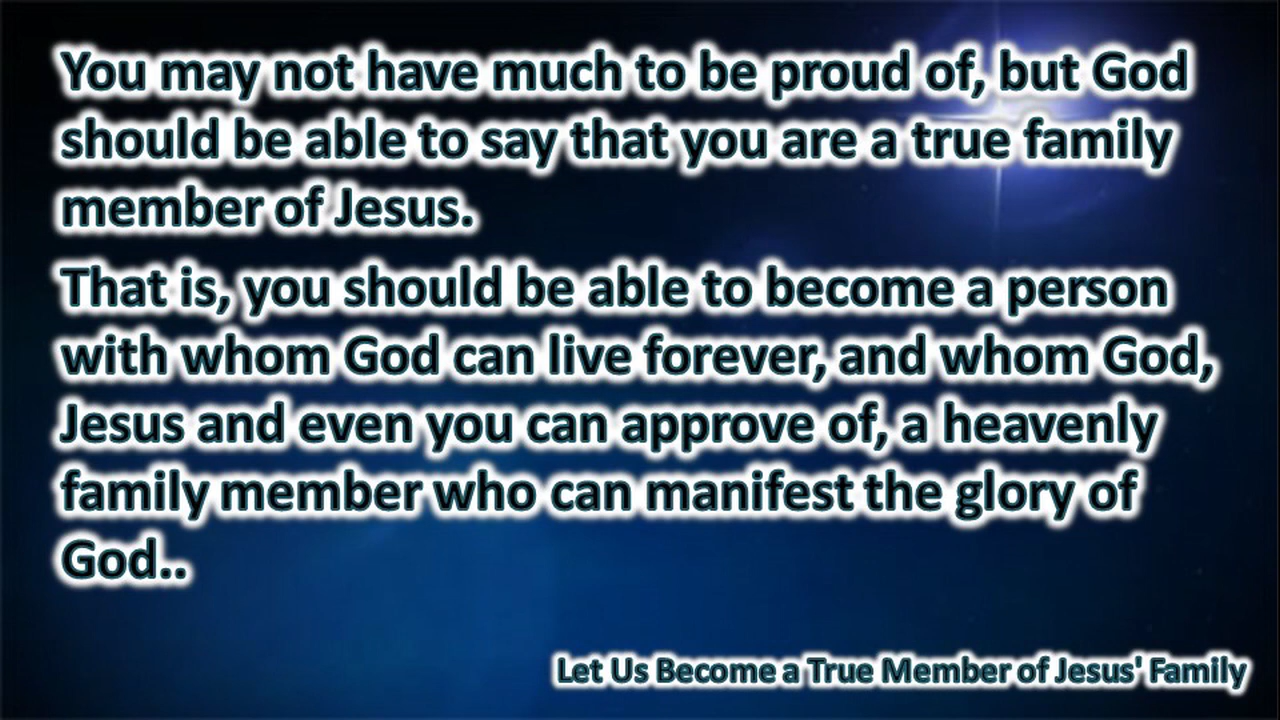 You may not have much to be proud of, but God
should be able to say that you are a true family
member of Jesus.
That is, you should be able to become a person
with whom God can live forever, and whom God,
Jesus and even you can approve of, a heavenly
family member who can manifest the glory of
God..
Let Us Become a True Member of Jesus' Family